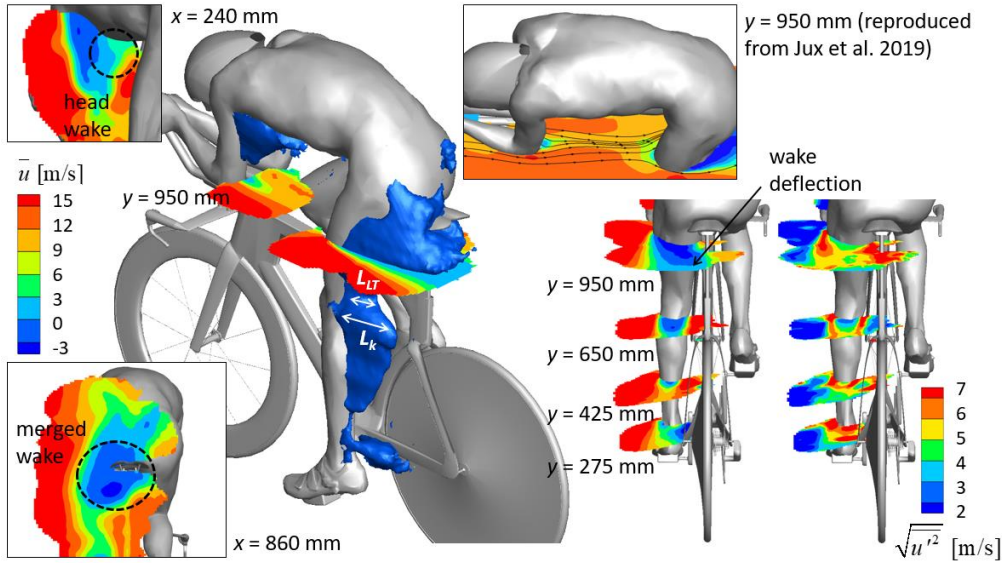 x = 240 mm
head
wake
y = 950 mm (reproduced
from Jux et al. 2019)
wake
deflection
u̅ [m/s]
15
12
9
6
3
0
-3
y = 950 mm
L_LT
L_k
y = 950 mm
y = 650 mm
y = 425 mm
y = 275 mm
merged
wake
x = 860 mm
7
6
5
4
3
2
√u'² [m/s]